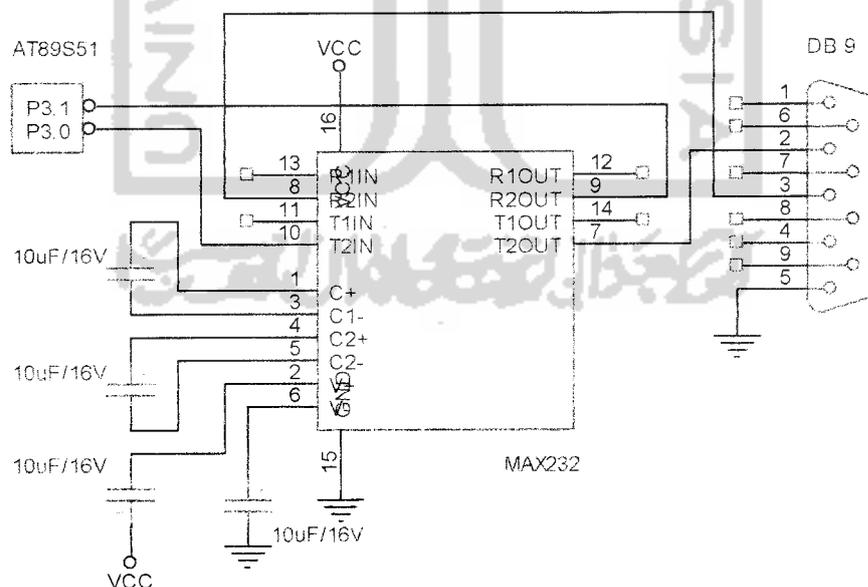 AT89S51
P3.1
P3.0
VCC
16
13
R1IN
8
R2IN
11
T1IN
10
T2IN
1
C+
3
C1-
4
C2+
5
C2-
2
V+
6
V-
VCC
GND
12
R1OUT
9
R2OUT
14
T1OUT
7
T2OUT
15
MAX232
DB 9
1
6
2
7
3
8
4
9
5
10uF/16V
10uF/16V
10uF/16V
10uF/16V
VCC